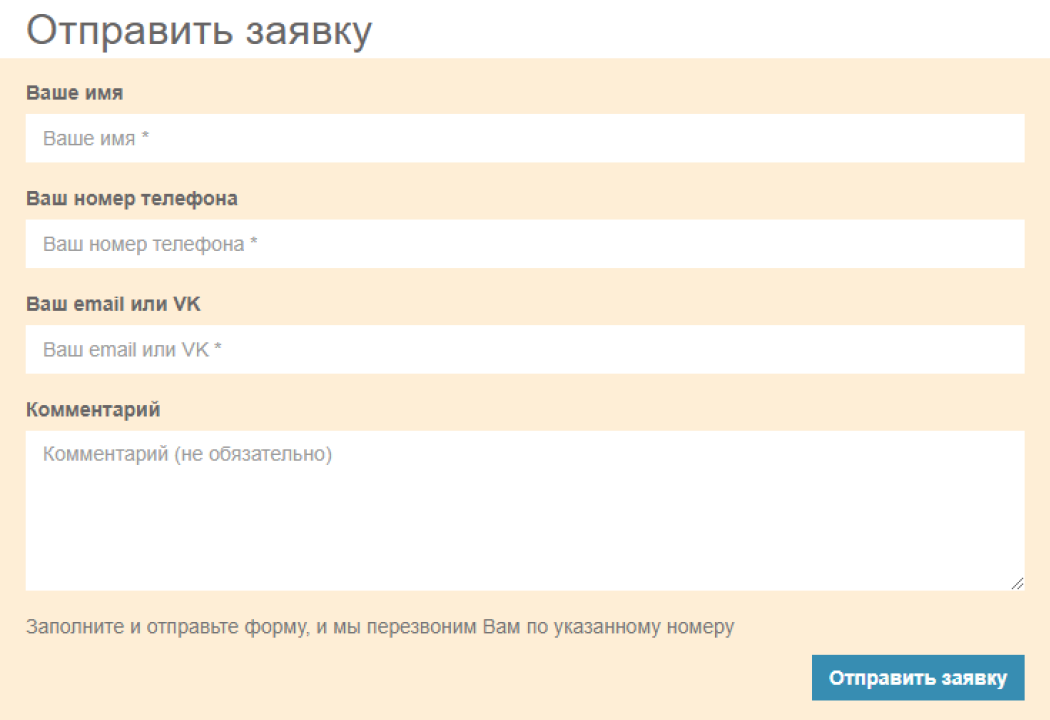 Отправить заявку
Ваше имя
Ваше имя *
Ваш номер телефона
Ваш номер телефона *
Ваш email или VK
Ваш email или VK *
Комментарий
Комментарий (не обязательно)
Заполните и отправьте форму, и мы перезвоним Вам по указанному номеру
Отправить заявку